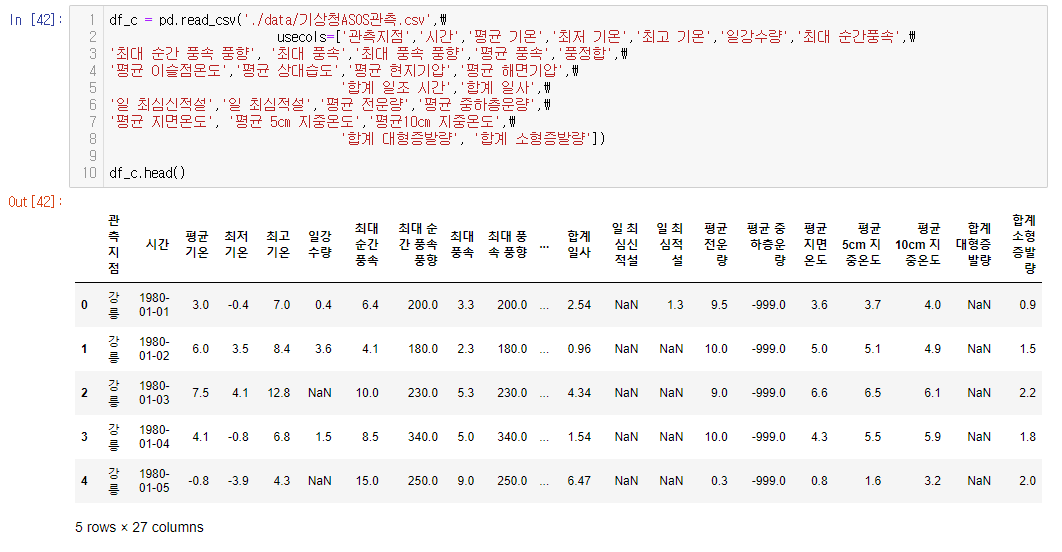 In [42]:
1 df_c = pd.read_csv('./data/기상청ASOS관측.csv',₩
2 usecols=['관측지점','시간','평균 기온','최저 기온','최고 기온','일강수량','최대 순간풍속',₩
3 '최대 순간 풍속 풍향', '최대 풍속','최대 풍속 풍향','평균 풍속','풍정합',₩
4 '평균 이슬점온도','평균 상대습도','평균 현지기압','평균 해면기압',₩
5 '합계 일조 시간','합계 일사',₩
6 '일 최심신적설','일 최심적설','평균 전운량','평균 중하층운량',₩
7 '평균 지면온도', '평균 5cm 지중온도','평균10cm 지중온도',₩
8 '합계 대형증발량', '합계 소형증발량'])
9
10 df_c.head()
Out[42]:
관측지점 시간 평균 기온 최저 기온 최고 기온 일강수량 최대 순간풍속 최대 순간 풍속 풍향 최대 풍속 최대 풍속 풍향 ... 합계 일사 일 최심신적설 일 최심적설 평균 전운량 평균 중하층운량 평균 지면온도 평균 5cm 지중온도 평균 10cm 지중온도 합계 대형증발량 합계 소형증발량
0 강릉 1980-01-01 3.0 -0.4 7.0 0.4 6.4 200.0 3.3 200.0 ... 2.54 NaN 1.3 9.5 -999.0 3.6 3.7 4.0 NaN 0.9
1 강릉 1980-01-02 6.0 3.5 8.4 3.6 4.1 180.0 2.3 180.0 ... 0.96 NaN NaN 10.0 -999.0 5.0 5.1 4.9 NaN 1.5
2 강릉 1980-01-03 7.5 4.1 12.8 NaN 10.0 230.0 5.3 230.0 ... 4.34 NaN NaN 9.0 -999.0 6.6 6.5 6.1 NaN 2.2
3 강릉 1980-01-04 4.1 -0.8 6.8 1.5 8.5 340.0 5.0 340.0 ... 1.54 NaN NaN 10.0 -999.0 4.3 5.5 5.9 NaN 1.8
4 강릉 1980-01-05 -0.8 -3.9 4.3 NaN 15.0 250.0 9.0 250.0 ... 6.47 NaN NaN 0.3 -999.0 0.8 1.6 3.2 NaN 2.0
5 rows × 27 columns